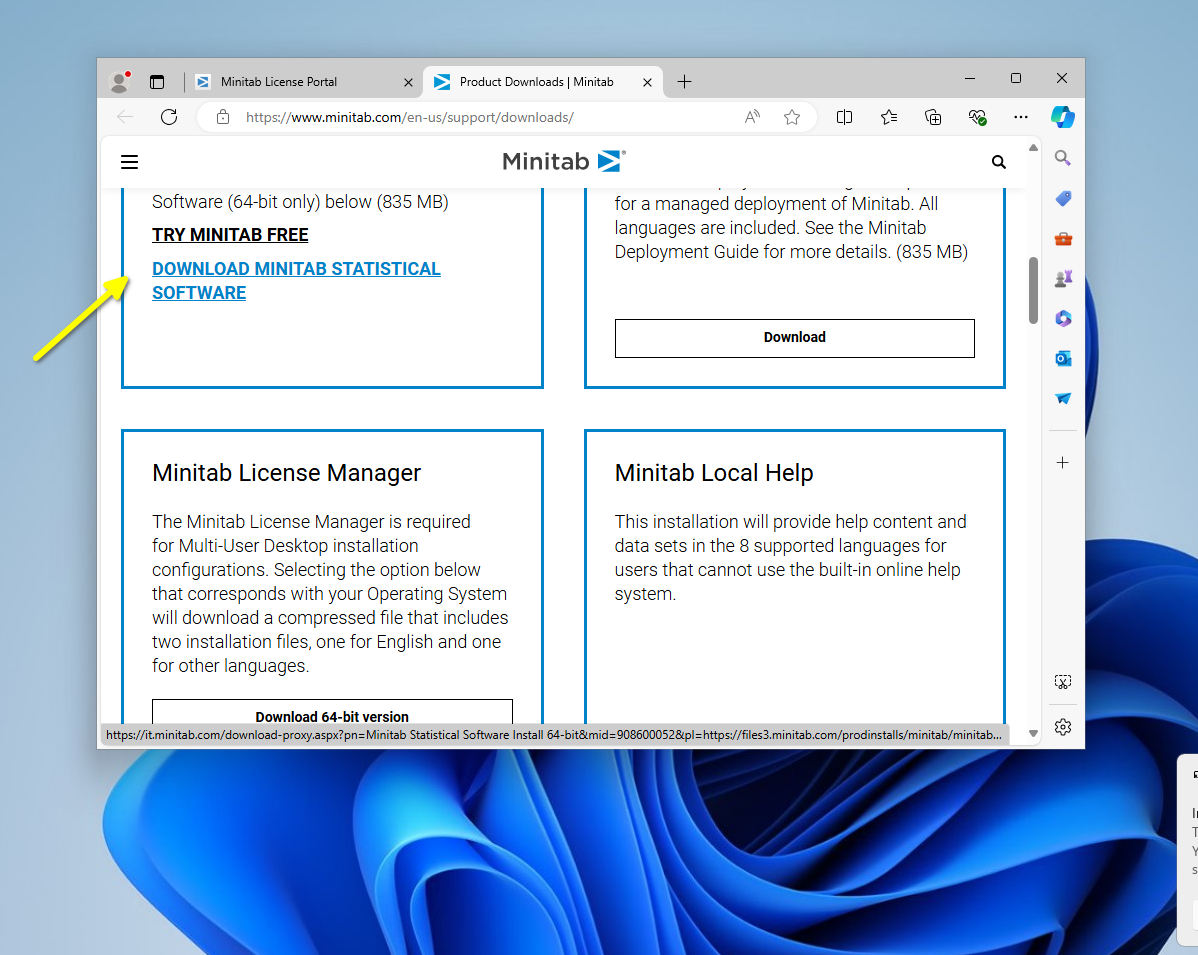 Minitab License Portal
Product Downloads | Minitab
https://www.minitab.com/en-us/support/downloads/
Minitab
Software (64-bit only) below (835 MB)
TRY MINITAB FREE
DOWNLOAD MINITAB STATISTICAL
SOFTWARE
for a managed deployment of Minitab. All
languages are included. See the Minitab
Deployment Guide for more details. (835 MB)
Download
Minitab License Manager
The Minitab License Manager is required
for Multi-User Desktop installation
configurations. Selecting the option below
that corresponds with your Operating System
will download a compressed file that includes
two installation files, one for English and one
for other languages.
Download 64-bit version
Minitab Local Help
This installation will provide help content and
data sets in the 8 supported languages for
users that cannot use the built-in online help
system.
https://it.minitab.com/download-proxy.aspx?pn=Minitab Statistical Software Install 64-bit&mid=908600052&pl=https://files3.minitab.com/prodinstalls/minitab/minitab...